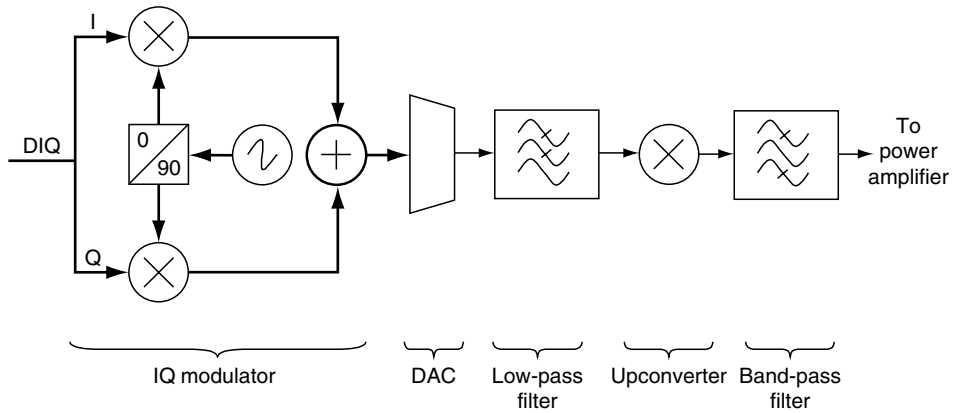 I
DIQ
0
90
Q
To
power
amplifier
IQ modulator
DAC
Low-pass
filter
Upconverter
Band-pass
filter